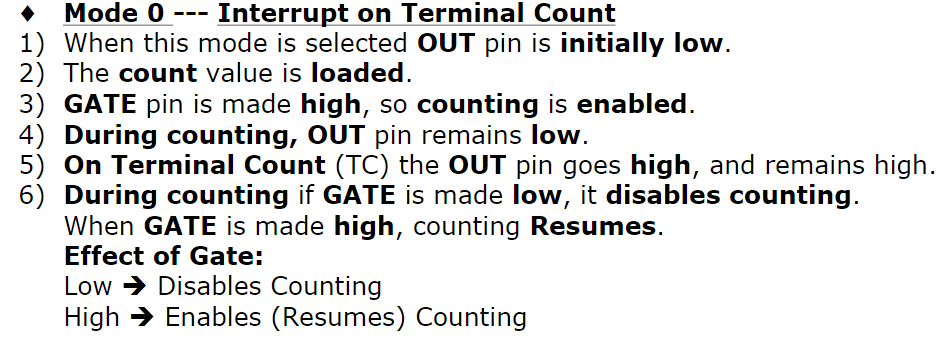 ♦ Mode 0 --- Interrupt on Terminal Count
1) When this mode is selected OUT pin is initially low.
2) The count value is loaded.
3) GATE pin is made high, so counting is enabled.
4) During counting, OUT pin remains low.
5) On Terminal Count (TC) the OUT pin goes high, and remains high.
6) During counting if GATE is made low, it disables counting.
When GATE is made high, counting Resumes.
Effect of Gate:
Low ➔ Disables Counting
High ➔ Enables (Resumes) Counting